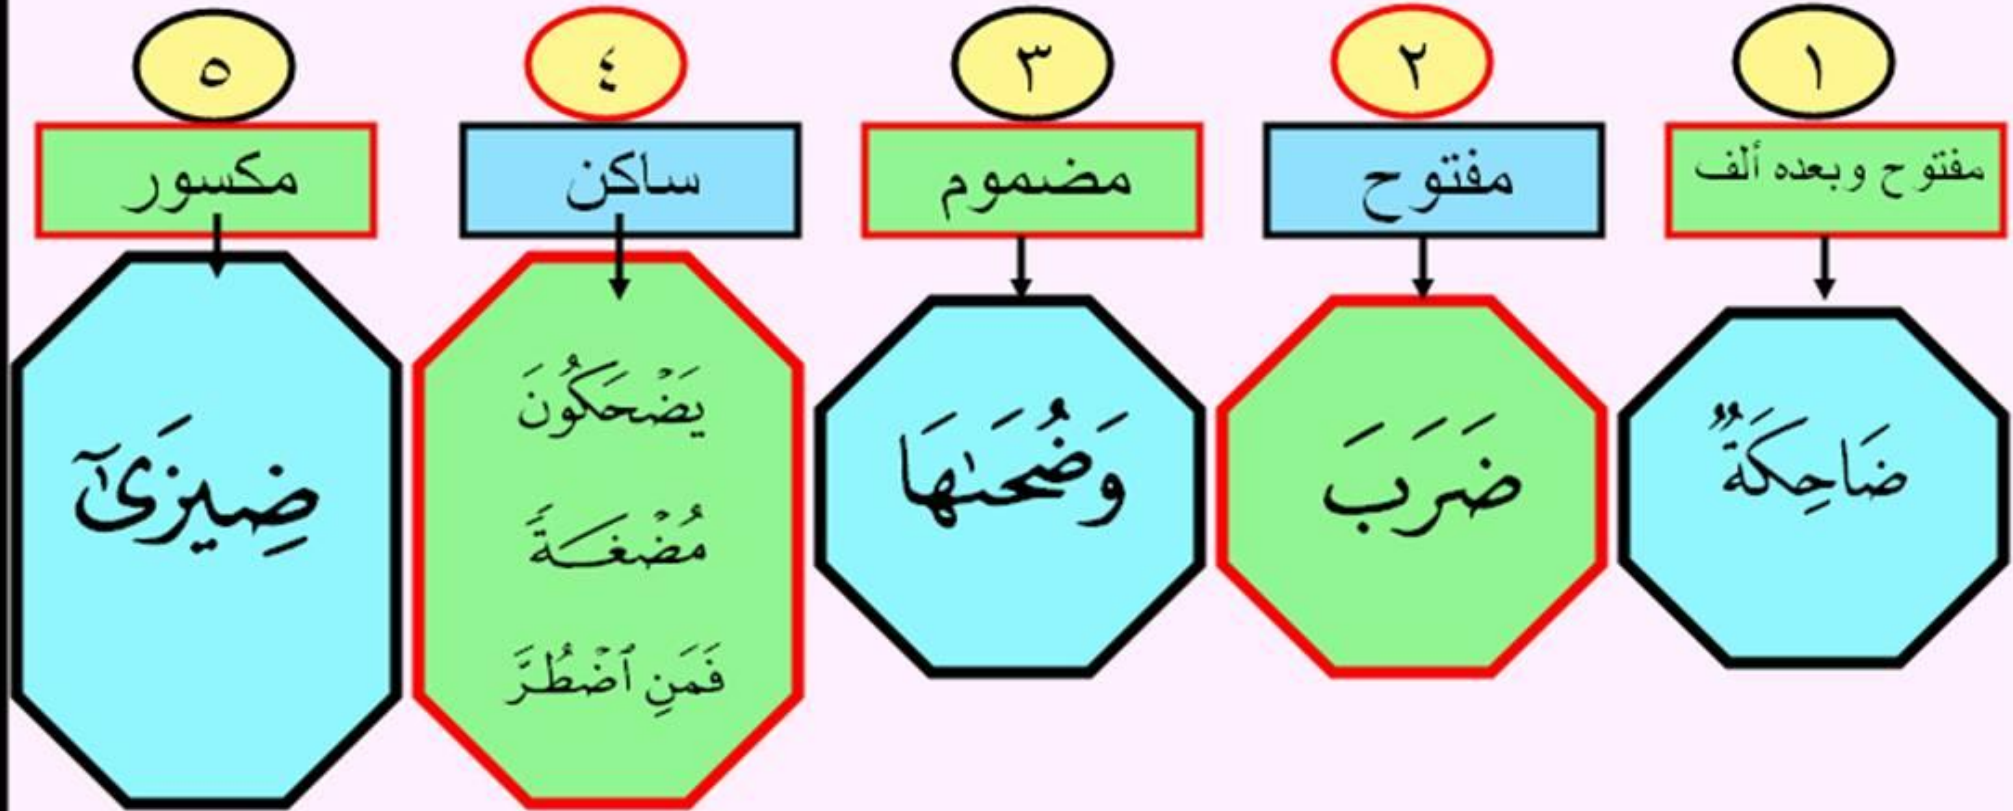 ١
مفتوح وبعده ألف
ضَاحِكَةٌ
٢
مفتوح
ضَرَبَ
٣
مضموم
وَضُحَىٰهَا
٤
ساكن
يَضۡحَكُونَ
مُضۡغَةً
فَمَنِ ٱضۡطُرَّ
٥
مكسور
ضِيزَىٰٓ